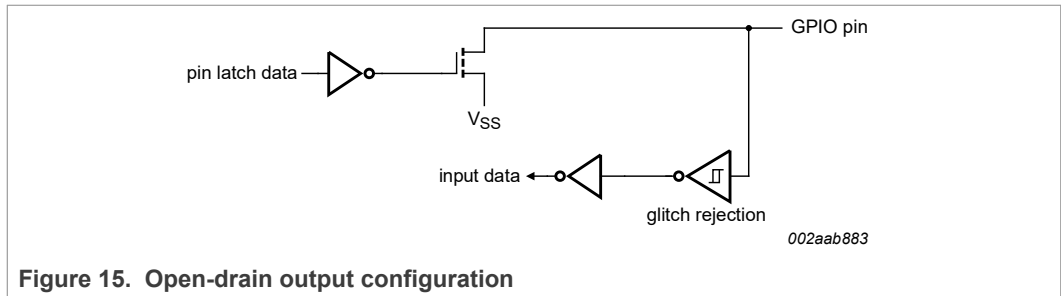 GPIO pin
pin latch data
VSS
input data
glitch rejection
002aab883
Figure 15. Open-drain output configuration